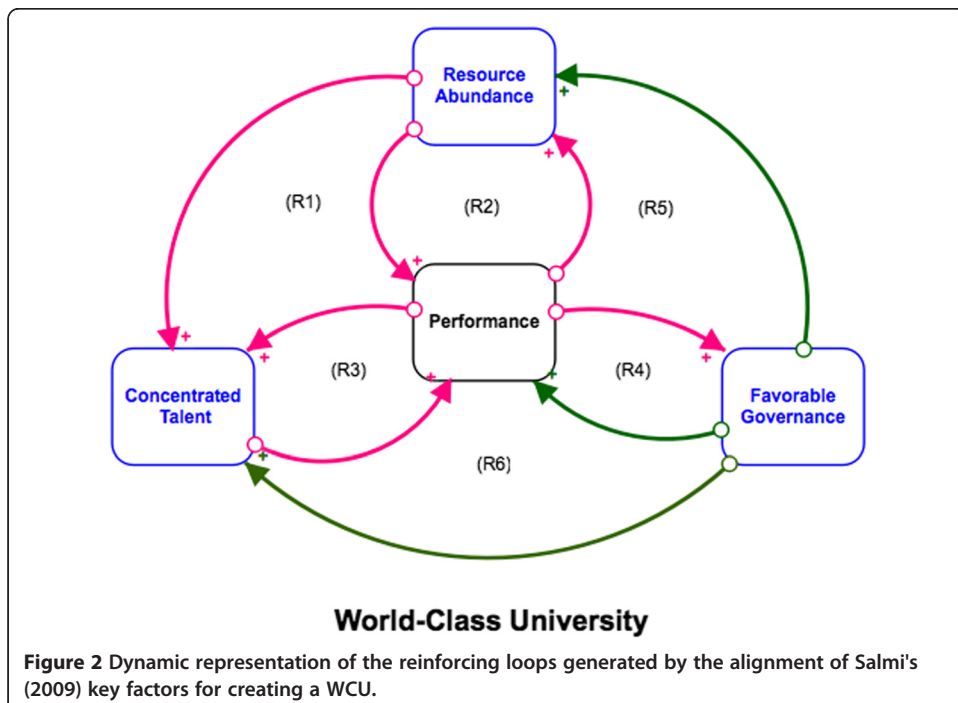 Resource
Abundance
+
+
(R1)
(R2)
(R5)
+
Performance
+
+
(R3)
+
+
(R4)
+
Concentrated
Talent
Favorable
Governance
+
(R6)
World-Class University
Figure 2 Dynamic representation of the reinforcing loops generated by the alignment of Salmi's
(2009) key factors for creating a WCU.